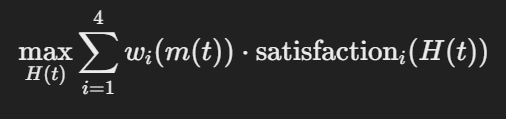 max_{H(t)} ∑_{i=1}^{4} w_i(m(t)) · satisfaction_i(H(t))